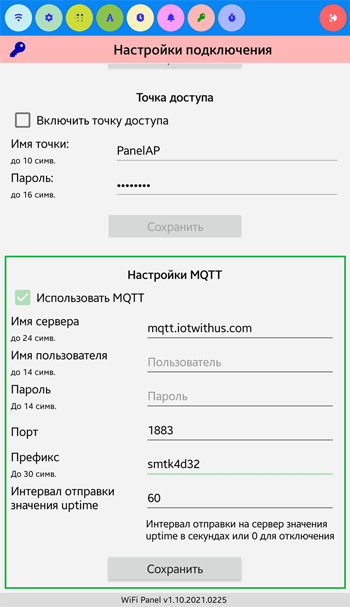 A
Настройки подключения
Точка доступа
Включить точку доступа
Имя точки:
до 10 симв.
PanelAP
Пароль:
до 16 симв.
••••••••
Сохранить
Настройки MQTT
Использовать MQTT
Имя сервера
до 24 симв.
mqtt.iotwithus.com
Имя пользователя
до 14 симв.
Пользователь
Пароль
До 14 симв.
Пароль
Порт
1883
Префикс
До 30 симв.
smtk4d32
Интервал отправки
значения uptime
60
Интервал отправки на сервер значения
uptime в секундах или 0 для отключения
Сохранить
WiFi Panel v1.10.2021.0225